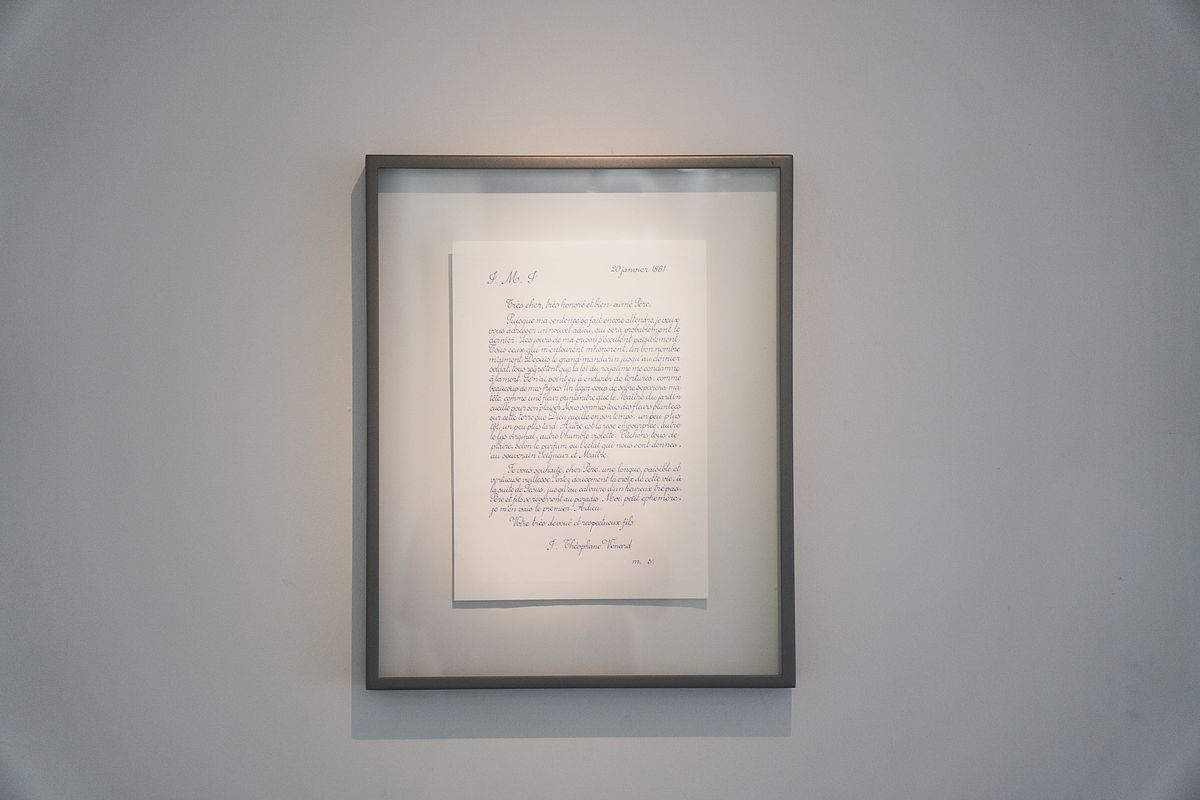 J. M. J 20 janvier 1861
Très cher, très honoré et bien-aimé Père,
Puisque ma sentence se fait encore attendre, je veux
vous adresser un nouvel adieu, qui sera probablement le
dernier. Les jours de ma prison s'écoulent paisiblement.
Tous ceux qui m'entourent m'honorent, un bon nombre
m'aiment. Depuis le grand mandarin jusqu'au dernier
soldat, tous regrettent que la loi du royaume me condamne
à la mort. Je n'ai point eu à endurer de tortures, comme
beaucoup de mes frères. Un léger coup de sabre séparera ma
tête, comme une fleur printanière que le Maître du jardin
cueille pour son plaisir. Nous sommes tous des fleurs plantées
sur cette terre que Dieu cueille en son temps, un peu plus
tôt, un peu plus tard. Autre est la rose empourprée, autre
le lys virginal, autre l'humble violette. Tâchons tous de
plaire, selon le parfum ou l'éclat qui nous sont donnés,
au souverain Seigneur et Maître.
Je vous souhaite, cher Père, une longue, paisible et
vertueuse vieillesse. Portez doucement la croix de cette vie, à
la suite de Jésus, jusqu'au calvaire d'un heureux trépas.
Père et fils se reverront au paradis. Moi, petit éphémère,
je m'en vais le premier! Adieu.
Votre très dévoué et respectueux fils.
J. Théophane Vénard
m. s.